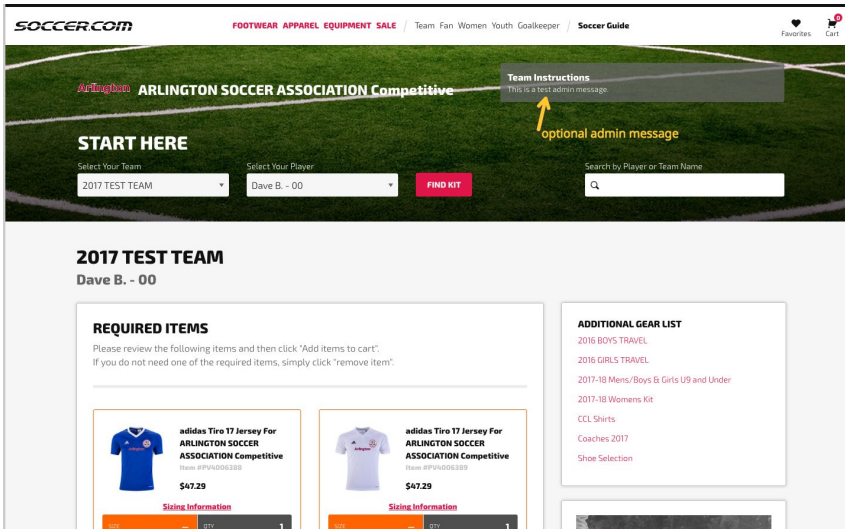 SOCCER.COM
FOOTWEAR APPAREL EQUIPMENT SALE / Team Fan Women Youth Goalkeeper / Soccer Guide
Favorites
0
Cart
Arlington ARLINGTON SOCCER ASSOCIATION Competitive
Team Instructions
This is a test admin message.
optional admin message
START HERE
Select Your Team
2017 TEST TEAM
Select Your Player
Dave B. - 00
FIND KIT
Search by Player or Team Name
2017 TEST TEAM
Dave B. - 00
REQUIRED ITEMS
Please review the following items and then click "Add items to cart".
If you do not need one of the required items, simply click "remove item".
adidas Tiro 17 Jersey For
ARLINGTON SOCCER
ASSOCIATION Competitive
Item #PV4006388
$47.29
Sizing Information
SIZE -- QTY 1
adidas Tiro 17 Jersey For
ARLINGTON SOCCER
ASSOCIATION Competitive
Item #PV4006389
$47.29
Sizing Information
SIZE -- QTY 1
ADDITIONAL GEAR LIST
2016 BOYS TRAVEL
2016 GIRLS TRAVEL
2017-18 Mens/Boys & Girls U9 and Under
2017-18 Womens Kit
CCL Shirts
Coaches 2017
Shoe Selection